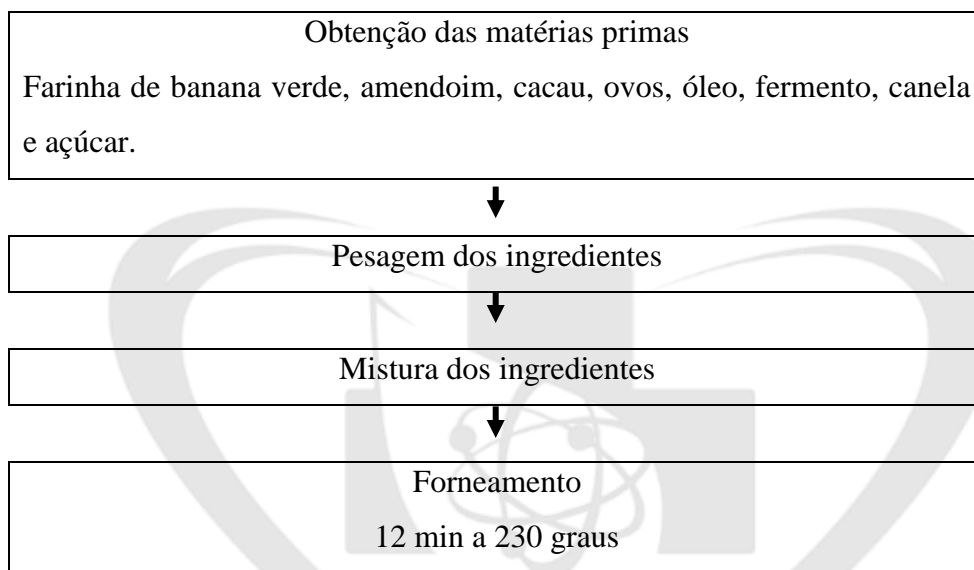 Obtenção das matérias primas
Farinha de banana verde, amendoim, cacau, ovos, óleo, fermento, canela
e açúcar.
Pesagem dos ingredientes
Mistura dos ingredientes
Forneamento
12 min a 230 graus